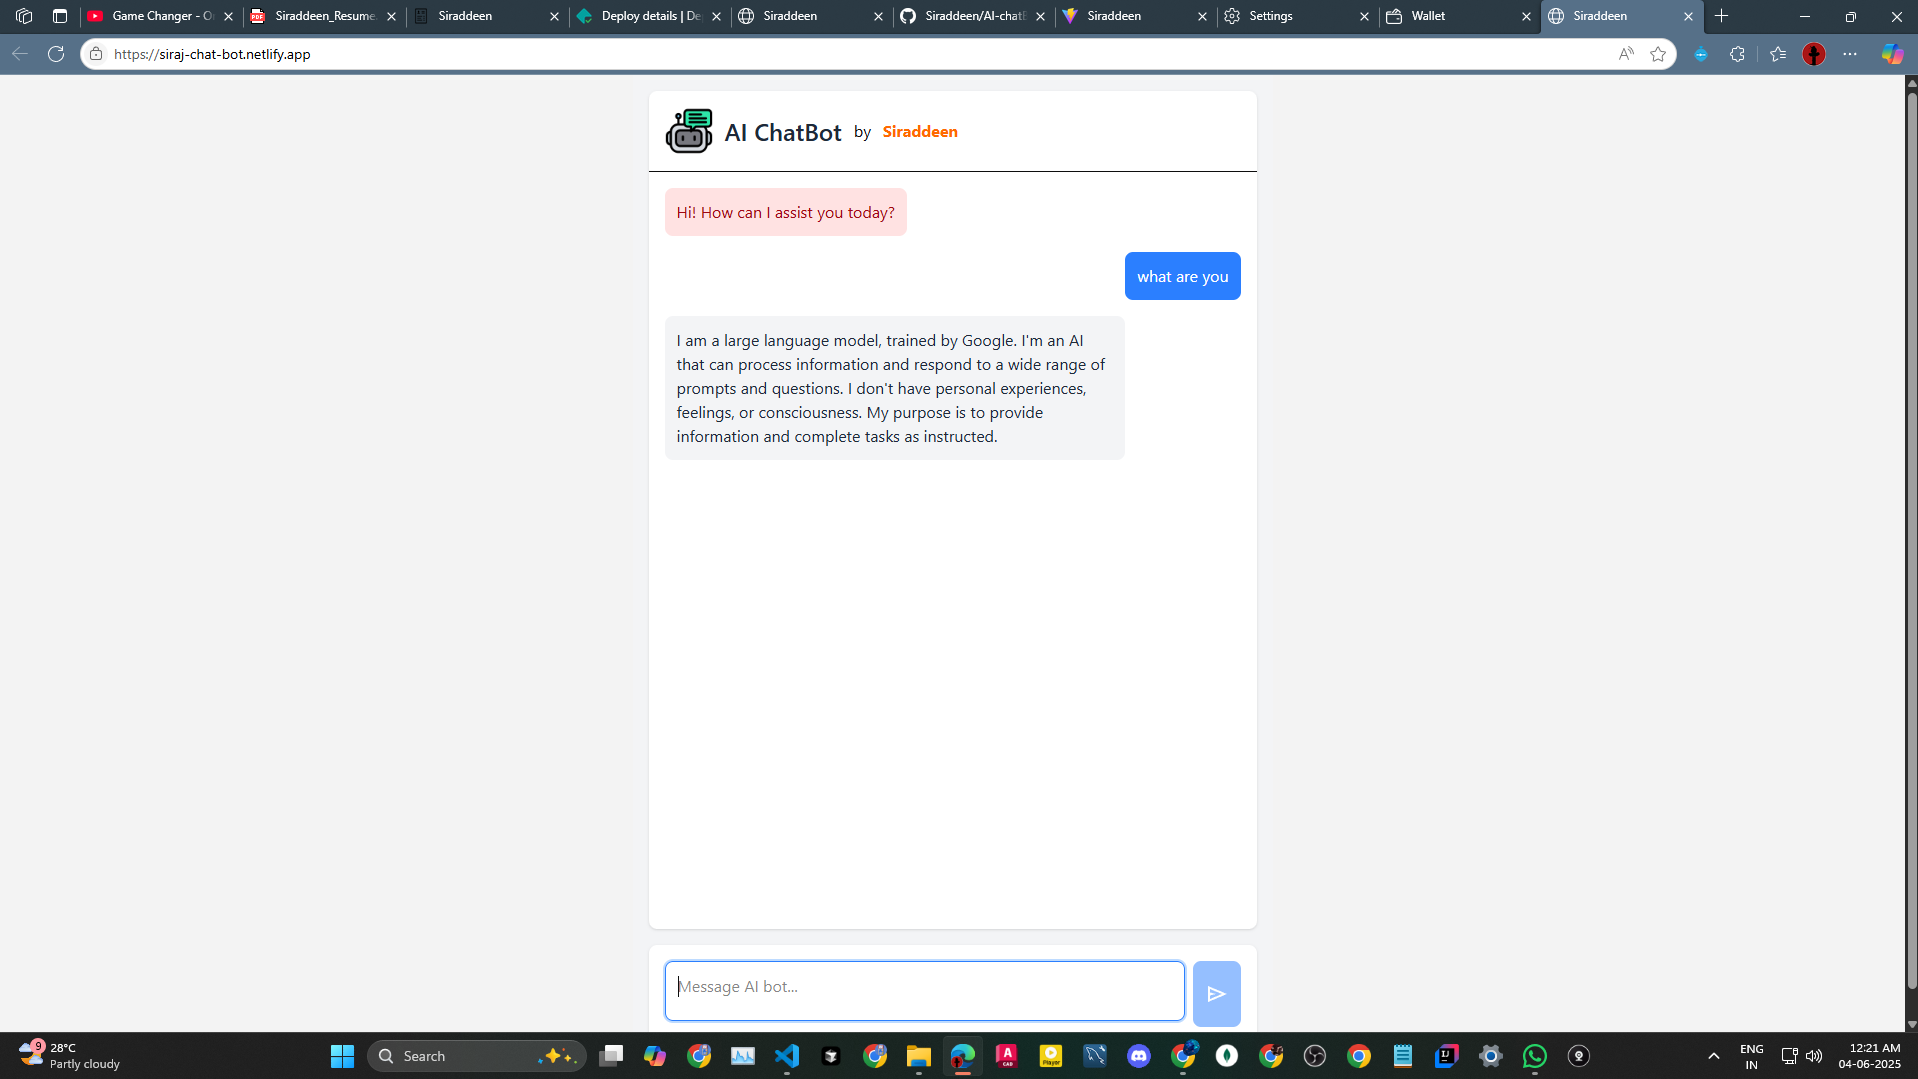 Game Changer - O
Siraddeen_Resume.
Siraddeen
Deploy details | De
Siraddeen
Siraddeen/AI-chatB
Siraddeen
Settings
Wallet
Siraddeen
https://siraj-chat-bot.netlify.app
AI ChatBot by Siraddeen
Hi! How can I assist you today?
what are you
I am a large language model, trained by Google. I'm an AI
that can process information and respond to a wide range of
prompts and questions. I don't have personal experiences,
feelings, or consciousness. My purpose is to provide
information and complete tasks as instructed.
Message AI bot...
9
28°C
Partly cloudy
Search
ENG
IN
12:21 AM
04-06-2025